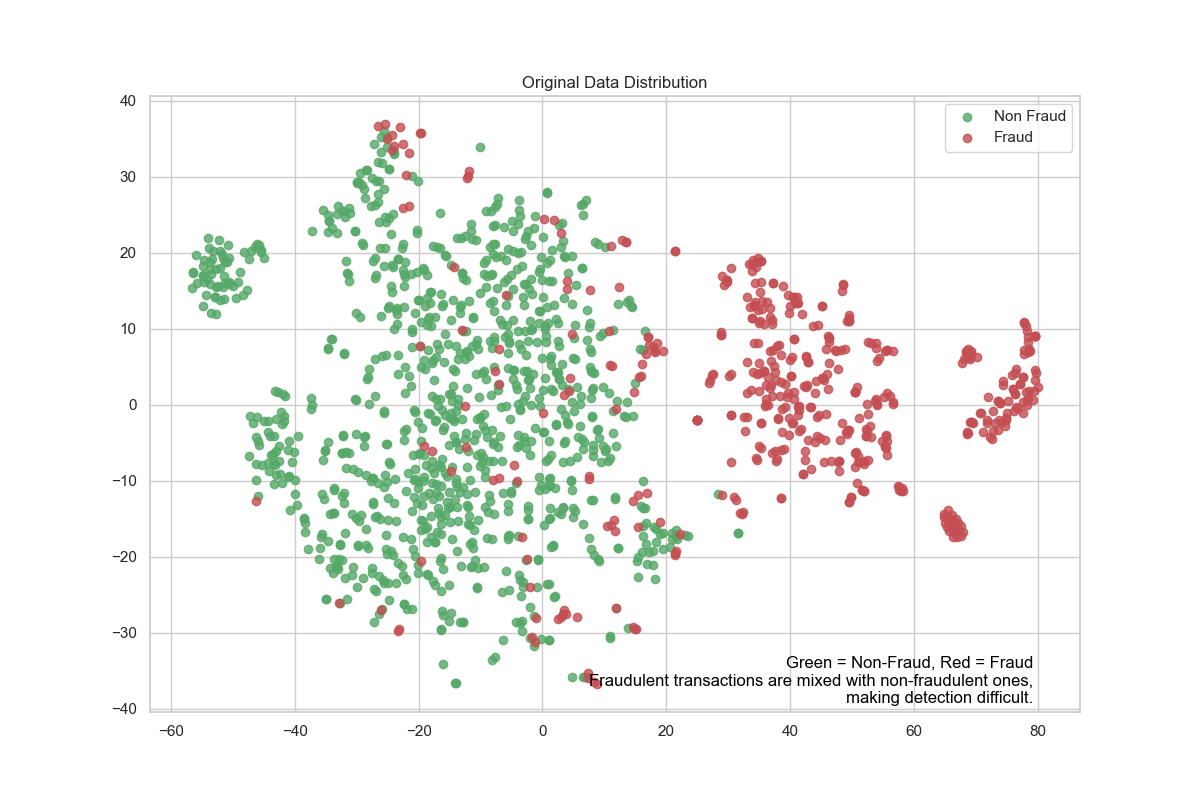 Original Data Distribution
40
30
20
10
0
−10
−20
−30
−40
Non Fraud
Fraud
Green = Non-Fraud, Red = Fraud
Fraudulent transactions are mixed with non-fraudulent ones,
making detection difficult.
−60 −40 −20 0 20 40 60 80